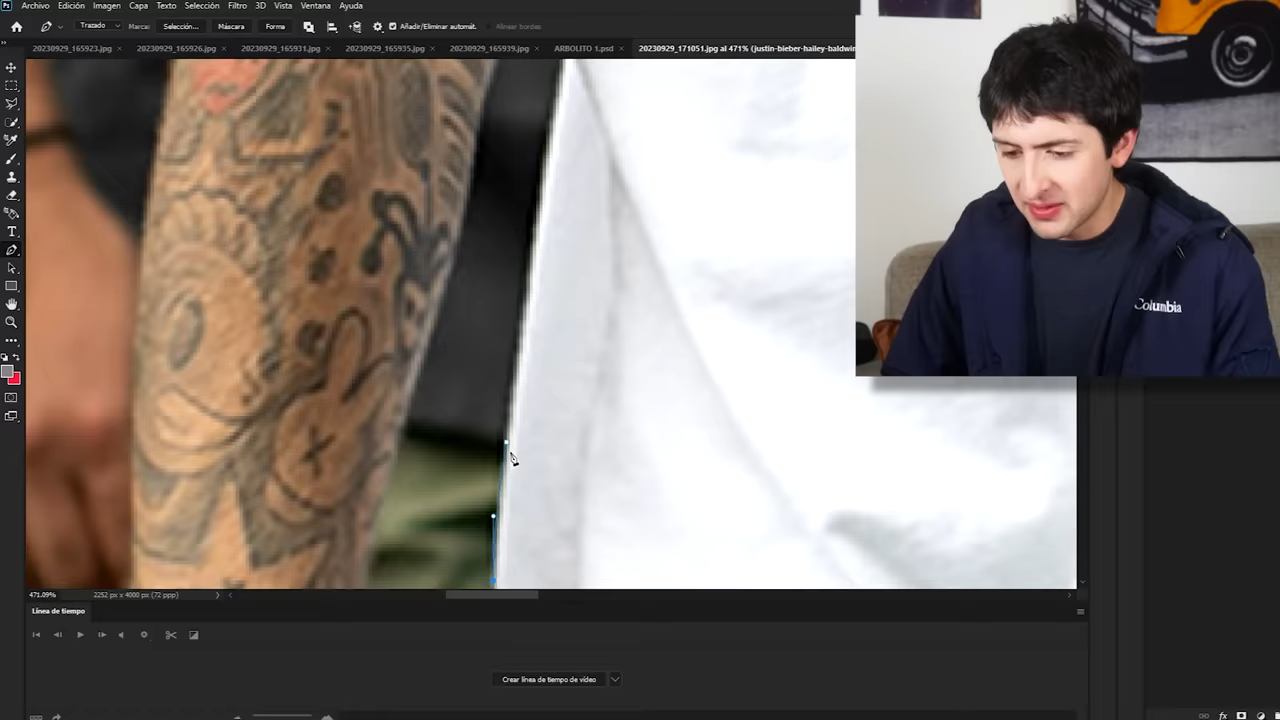 Ps Archivo Edición Imagen Capa Texto Selección Filtro 3D Vista Ventana Ayuda
Trazado Marca: Selección... Máscara Forma Añadir/Eliminar automát. Alinear bordes
20230929_165923.jpg × 20230929_165926.jpg × 20230929_165931.jpg × 20230929_165935.jpg × 20230929_165939.jpg × ARBOLITO 1.psd × 20230929_171051.jpg al 471% (justin-bieber-hailey-baldwin
Columbia
471.09% 2252 px x 4000 px (72 ppp)
Línea de tiempo
Crear línea de tiempo de vídeo
fx